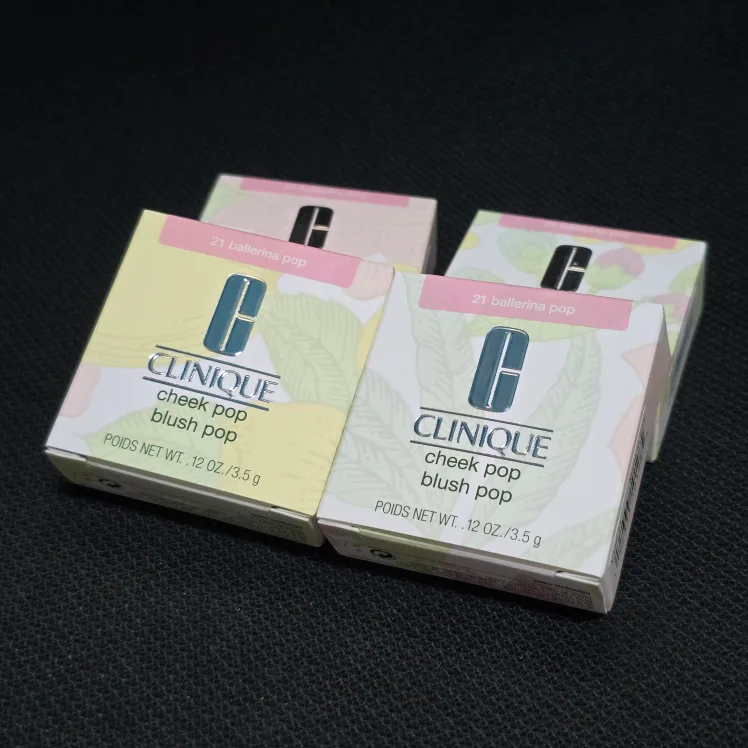 21 ballerina pop
CLINIQUE
cheek pop
blush pop
POIDS NET WT. .12 OZ./3.5 g
21 ballerina pop
CLINIQUE
cheek pop
blush pop
POIDS NET WT. .12 OZ./3.5 g